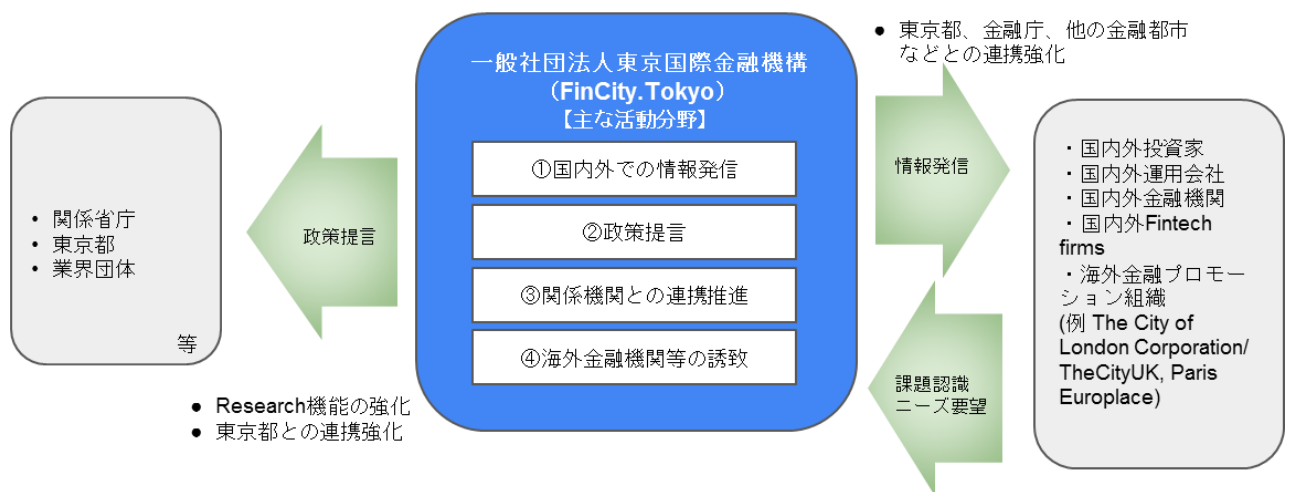 ● 東京都、金融庁、他の金融都市
などとの連携強化
一般社団法人東京国際金融機構
（FinCity.Tokyo）
【主な活動分野】
①国内外での情報発信
②政策提言
③関係機関との連携推進
④海外金融機関等の誘致
政策提言
• 関係省庁
• 東京都
• 業界団体
等
● Research機能の強化
● 東京都との連携強化
情報発信
課題認識
ニーズ要望
・国内外投資家
・国内外運用会社
・国内外金融機関
・国内外Fintech
firms
・海外金融プロモー
ション組織
(例 The City of
London Corporation/
TheCityUK, Paris
Europlace)